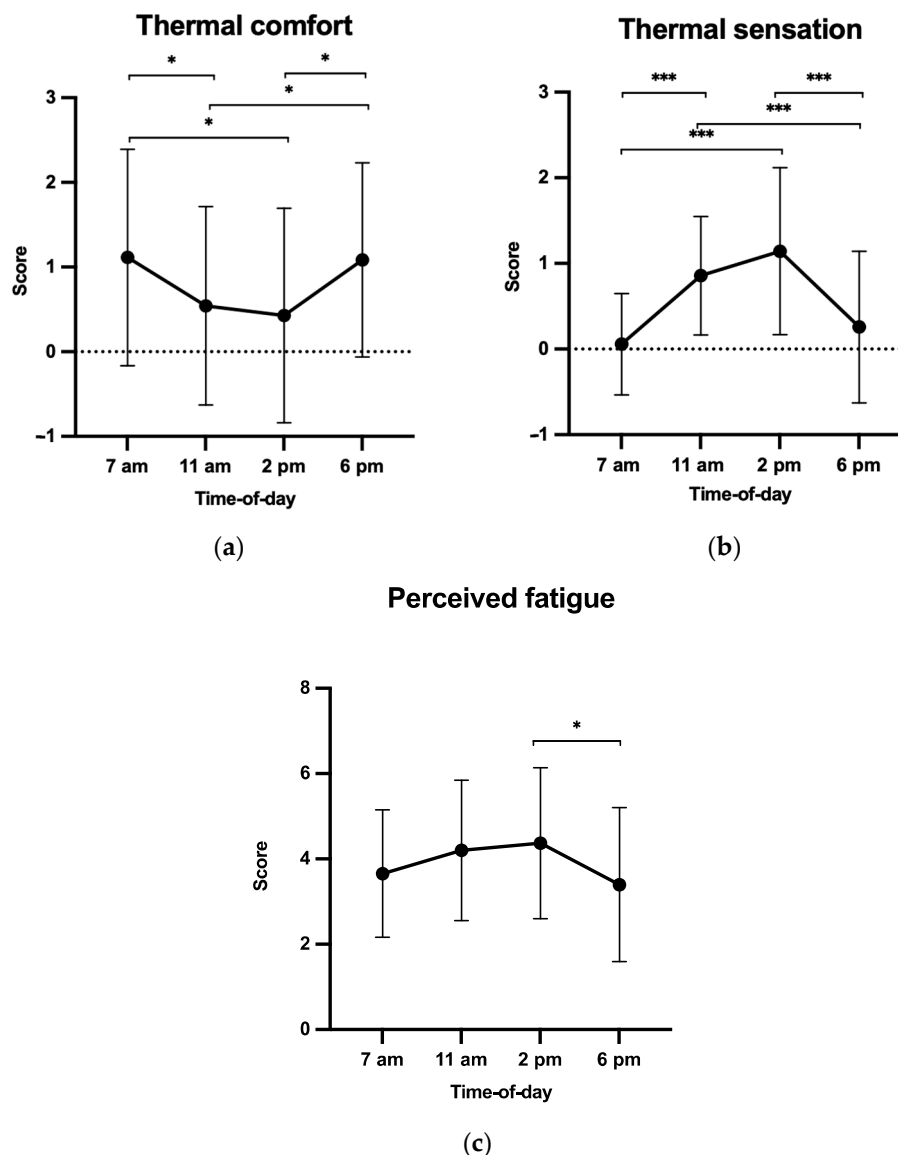 Thermal comfort
*
*
*
*
3
2
1
0
–1
Score
7 am 11 am 2 pm 6 pm
Time-of-day
(a)
Thermal sensation
***
***
***
***
3
2
1
0
–1
Score
7 am 11 am 2 pm 6 pm
Time-of-day
(b)
Perceived fatigue
*
8
6
4
2
0
Score
7 am 11 am 2 pm 6 pm
Time-of-day
(c)